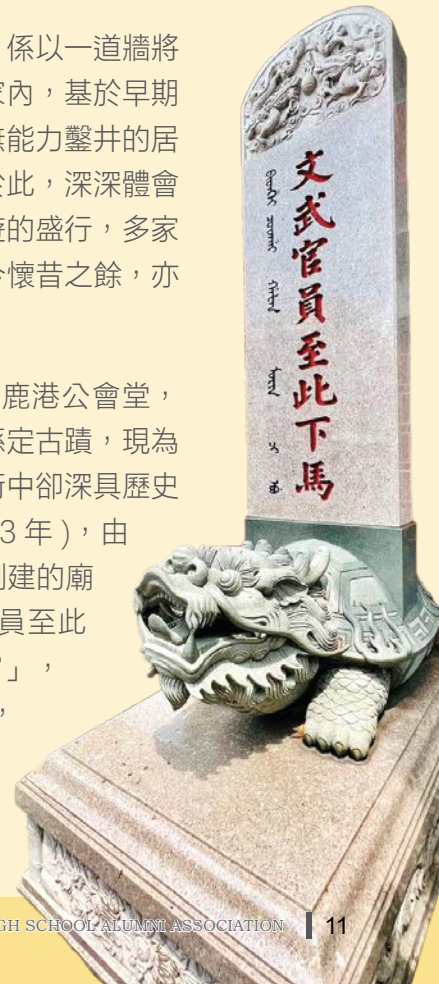 係以一道牆將
家內，基於早期
無能力鑿井的居
於此，深深體會
遊的盛行，多家
今懷昔之餘，亦
鹿港公會堂，
縣定古蹟，現為
街中卻深具歷史
3 年 )，由
創建的廟
員至此
」，
，
文武官員至此下馬
GH SCHOOL ALUMNI ASSOCIATION
11